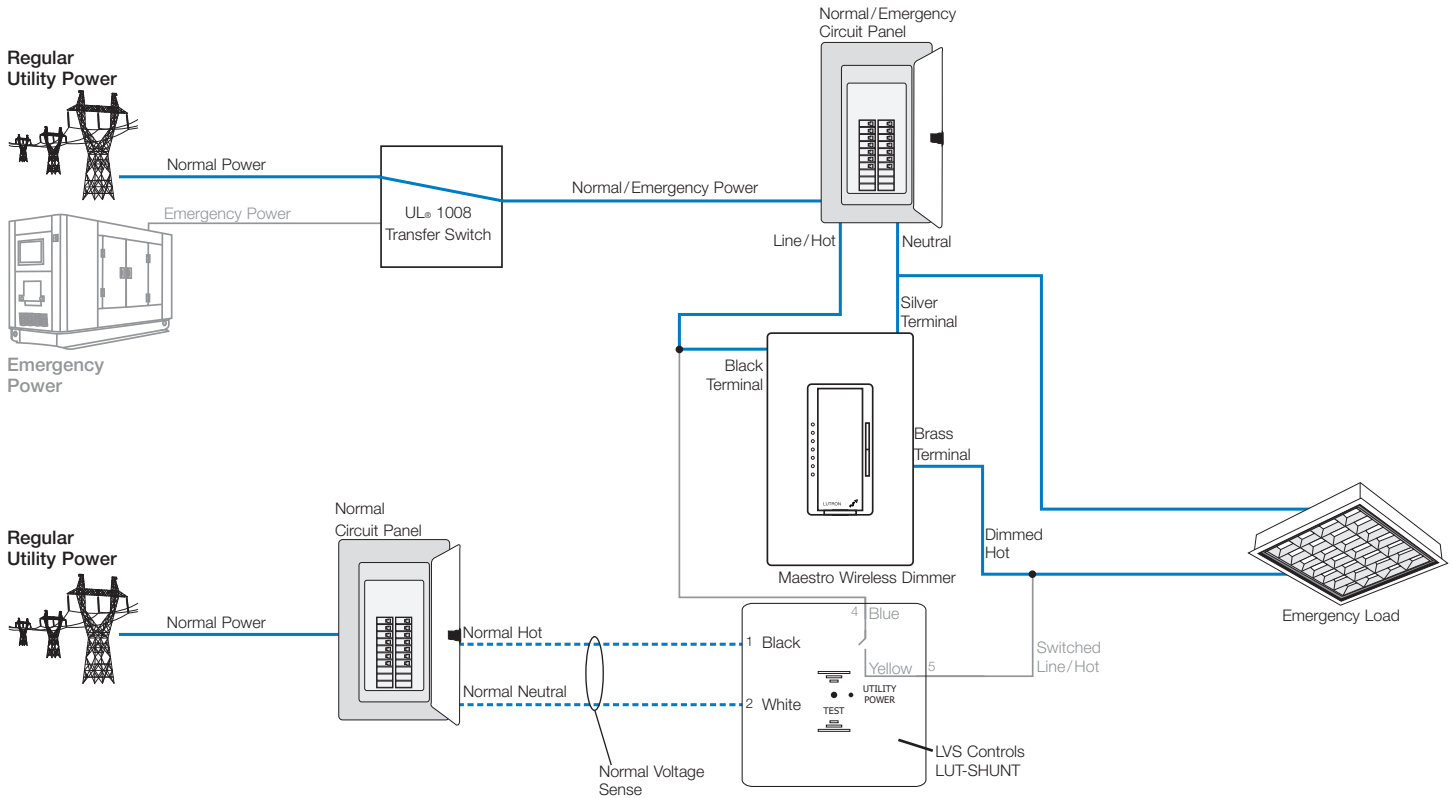 Normal/Emergency
Circuit Panel
Regular
Utility Power
Normal Power
Normal/Emergency Power
Emergency Power
UL® 1008
Transfer Switch
Line/Hot
Neutral
Silver
Terminal
Emergency
Power
Black
Terminal
Brass
Terminal
LUTRON
Normal
Circuit Panel
Regular
Utility Power
Dimmed
Hot
Maestro Wireless Dimmer
Emergency Load
4 Blue
Normal Power
Normal Hot
1 Black
Switched
Line/Hot
Yellow 5
Normal Neutral
2 White
UTILITY
POWER
TEST
LVS Controls
LUT-SHUNT
Normal Voltage
Sense